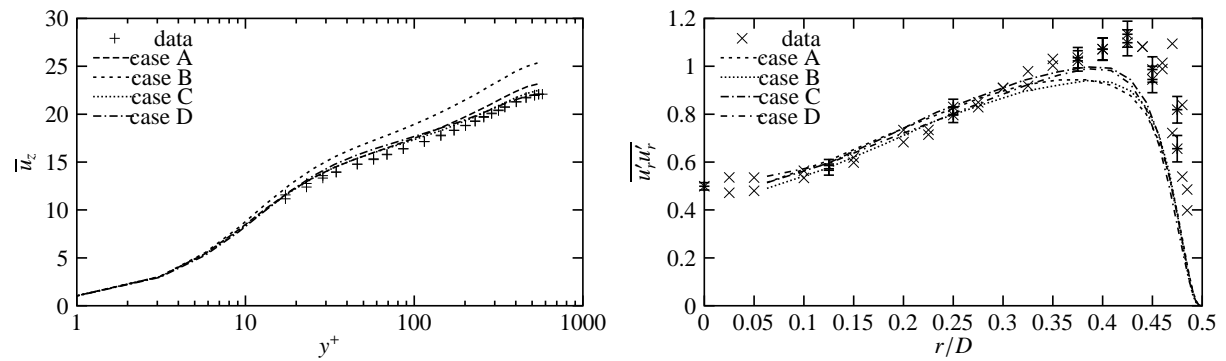 30
25
20
15
10
5
0
u_z
data
case A
case B
case C
case D
1
10
100
1000
y+
1.2
1
0.8
0.6
0.4
0.2
0
u'_r u'_r
data
case A
case B
case C
case D
0 0.05 0.1 0.15 0.2 0.25 0.3 0.35 0.4 0.45 0.5
r/D